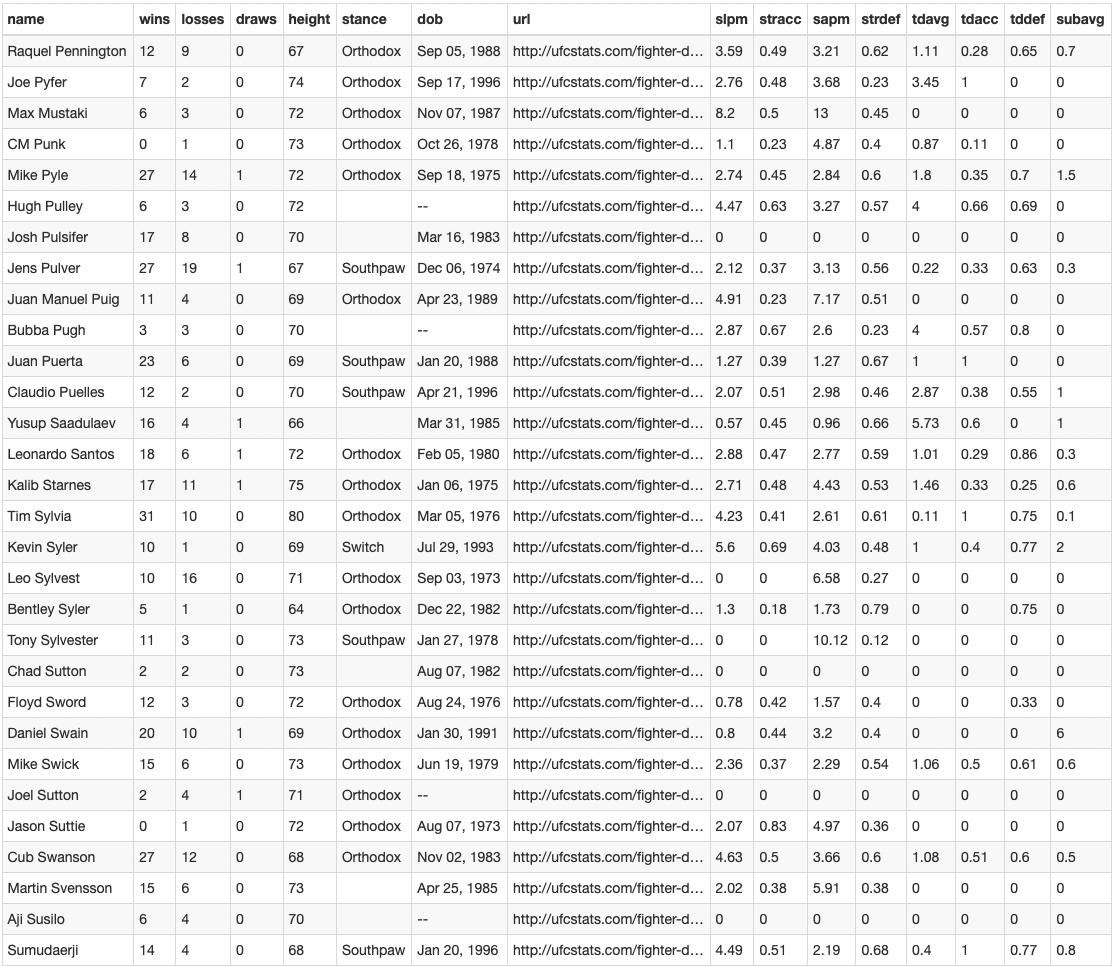 name wins losses draws height stance dob url slpm stracc sapm strdef tdavg tdacc tddef subavg
Raquel Pennington 12 9 0 67 Orthodox Sep 05, 1988 http://ufcstats.com/fighter-d... 3.59 0.49 3.21 0.62 1.11 0.28 0.65 0.7
Joe Pyfer 7 2 0 74 Orthodox Sep 17, 1996 http://ufcstats.com/fighter-d... 2.76 0.48 3.68 0.23 3.45 1 0 0
Max Mustaki 6 3 0 72 Orthodox Nov 07, 1987 http://ufcstats.com/fighter-d... 8.2 0.5 13 0.45 0 0 0 0
CM Punk 0 1 0 73 Orthodox Oct 26, 1978 http://ufcstats.com/fighter-d... 1.1 0.23 4.87 0.4 0.87 0.11 0 0
Mike Pyle 27 14 1 72 Orthodox Sep 18, 1975 http://ufcstats.com/fighter-d... 2.74 0.45 2.84 0.6 1.8 0.35 0.7 1.5
Hugh Pulley 6 3 0 72 -- http://ufcstats.com/fighter-d... 4.47 0.63 3.27 0.57 4 0.66 0.69 0
Josh Pulsifer 17 8 0 70 Mar 16, 1983 http://ufcstats.com/fighter-d... 0 0 0 0 0 0 0 0
Jens Pulver 27 19 1 67 Southpaw Dec 06, 1974 http://ufcstats.com/fighter-d... 2.12 0.37 3.13 0.56 0.22 0.33 0.63 0.3
Juan Manuel Puig 11 4 0 69 Orthodox Apr 23, 1989 http://ufcstats.com/fighter-d... 4.91 0.23 7.17 0.51 0 0 0 0
Bubba Pugh 3 3 0 70 -- http://ufcstats.com/fighter-d... 2.87 0.67 2.6 0.23 4 0.57 0.8 0
Juan Puerta 23 6 0 69 Southpaw Jan 20, 1988 http://ufcstats.com/fighter-d... 1.27 0.39 1.27 0.67 1 1 0 0
Claudio Puelles 12 2 0 70 Southpaw Apr 21, 1996 http://ufcstats.com/fighter-d... 2.07 0.51 2.98 0.46 2.87 0.38 0.55 1
Yusup Saadulaev 16 4 1 66 Mar 31, 1985 http://ufcstats.com/fighter-d... 0.57 0.45 0.96 0.66 5.73 0.6 0 1
Leonardo Santos 18 6 1 72 Orthodox Feb 05, 1980 http://ufcstats.com/fighter-d... 2.88 0.47 2.77 0.59 1.01 0.29 0.86 0.3
Kalib Starnes 17 11 1 75 Orthodox Jan 06, 1975 http://ufcstats.com/fighter-d... 2.71 0.48 4.43 0.53 1.46 0.33 0.25 0.6
Tim Sylvia 31 10 0 80 Orthodox Mar 05, 1976 http://ufcstats.com/fighter-d... 4.23 0.41 2.61 0.61 0.11 1 0.75 0.1
Kevin Syler 10 1 0 69 Switch Jul 29, 1993 http://ufcstats.com/fighter-d... 5.6 0.69 4.03 0.48 1 0.4 0.77 2
Leo Sylvest 10 16 0 71 Orthodox Sep 03, 1973 http://ufcstats.com/fighter-d... 0 0 6.58 0.27 0 0 0 0
Bentley Syler 5 1 0 64 Orthodox Dec 22, 1982 http://ufcstats.com/fighter-d... 1.3 0.18 1.73 0.79 0 0 0.75 0
Tony Sylvester 11 3 0 73 Southpaw Jan 27, 1978 http://ufcstats.com/fighter-d... 0 0 10.12 0.12 0 0 0 0
Chad Sutton 2 2 0 73 Aug 07, 1982 http://ufcstats.com/fighter-d... 0 0 0 0 0 0 0 0
Floyd Sword 12 3 0 72 Orthodox Aug 24, 1976 http://ufcstats.com/fighter-d... 0.78 0.42 1.57 0.4 0 0 0.33 0
Daniel Swain 20 10 1 69 Orthodox Jan 30, 1991 http://ufcstats.com/fighter-d... 0.8 0.44 3.2 0.4 0 0 0 6
Mike Swick 15 6 0 73 Orthodox Jun 19, 1979 http://ufcstats.com/fighter-d... 2.36 0.37 2.29 0.54 1.06 0.5 0.61 0.6
Joel Sutton 2 4 1 71 Orthodox -- http://ufcstats.com/fighter-d... 0 0 0 0 0 0 0 0
Jason Suttie 0 1 0 72 Orthodox Aug 07, 1973 http://ufcstats.com/fighter-d... 2.07 0.83 4.97 0.36 0 0 0 0
Cub Swanson 27 12 0 68 Orthodox Nov 02, 1983 http://ufcstats.com/fighter-d... 4.63 0.5 3.66 0.6 1.08 0.51 0.6 0.5
Martin Svensson 15 6 0 73 Apr 25, 1985 http://ufcstats.com/fighter-d... 2.02 0.38 5.91 0.38 0 0 0 0
Aji Susilo 6 4 0 70 -- http://ufcstats.com/fighter-d... 0 0 0 0 0 0 0 0
Sumudaerji 14 4 0 68 Southpaw Jan 20, 1996 http://ufcstats.com/fighter-d... 4.49 0.51 2.19 0.68 0.4 1 0.77 0.8